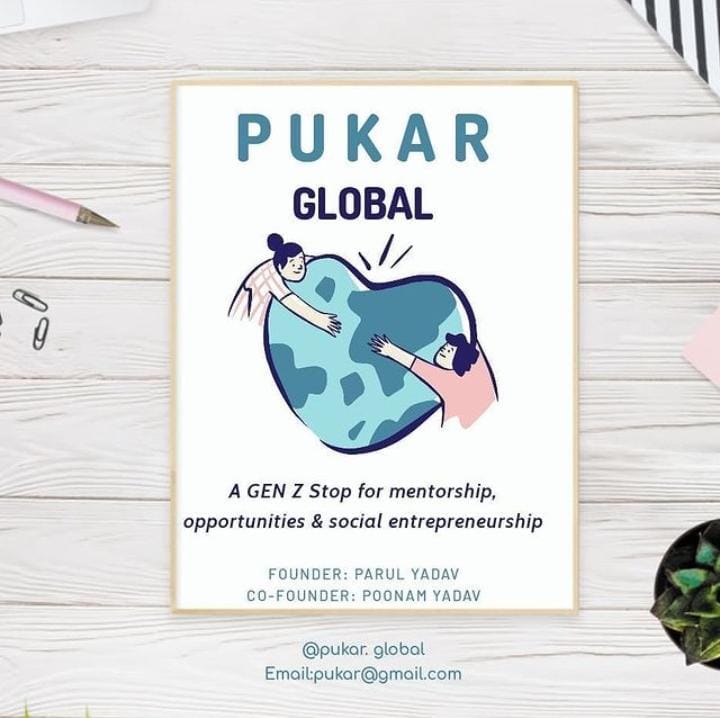 PUKAR
GLOBAL
A GEN Z Stop for mentorship,
opportunities & social entrepreneurship
FOUNDER: PARUL YADAV
CO-FOUNDER: POONAM YADAV
@pukar. global
Email:pukar@gmail.com